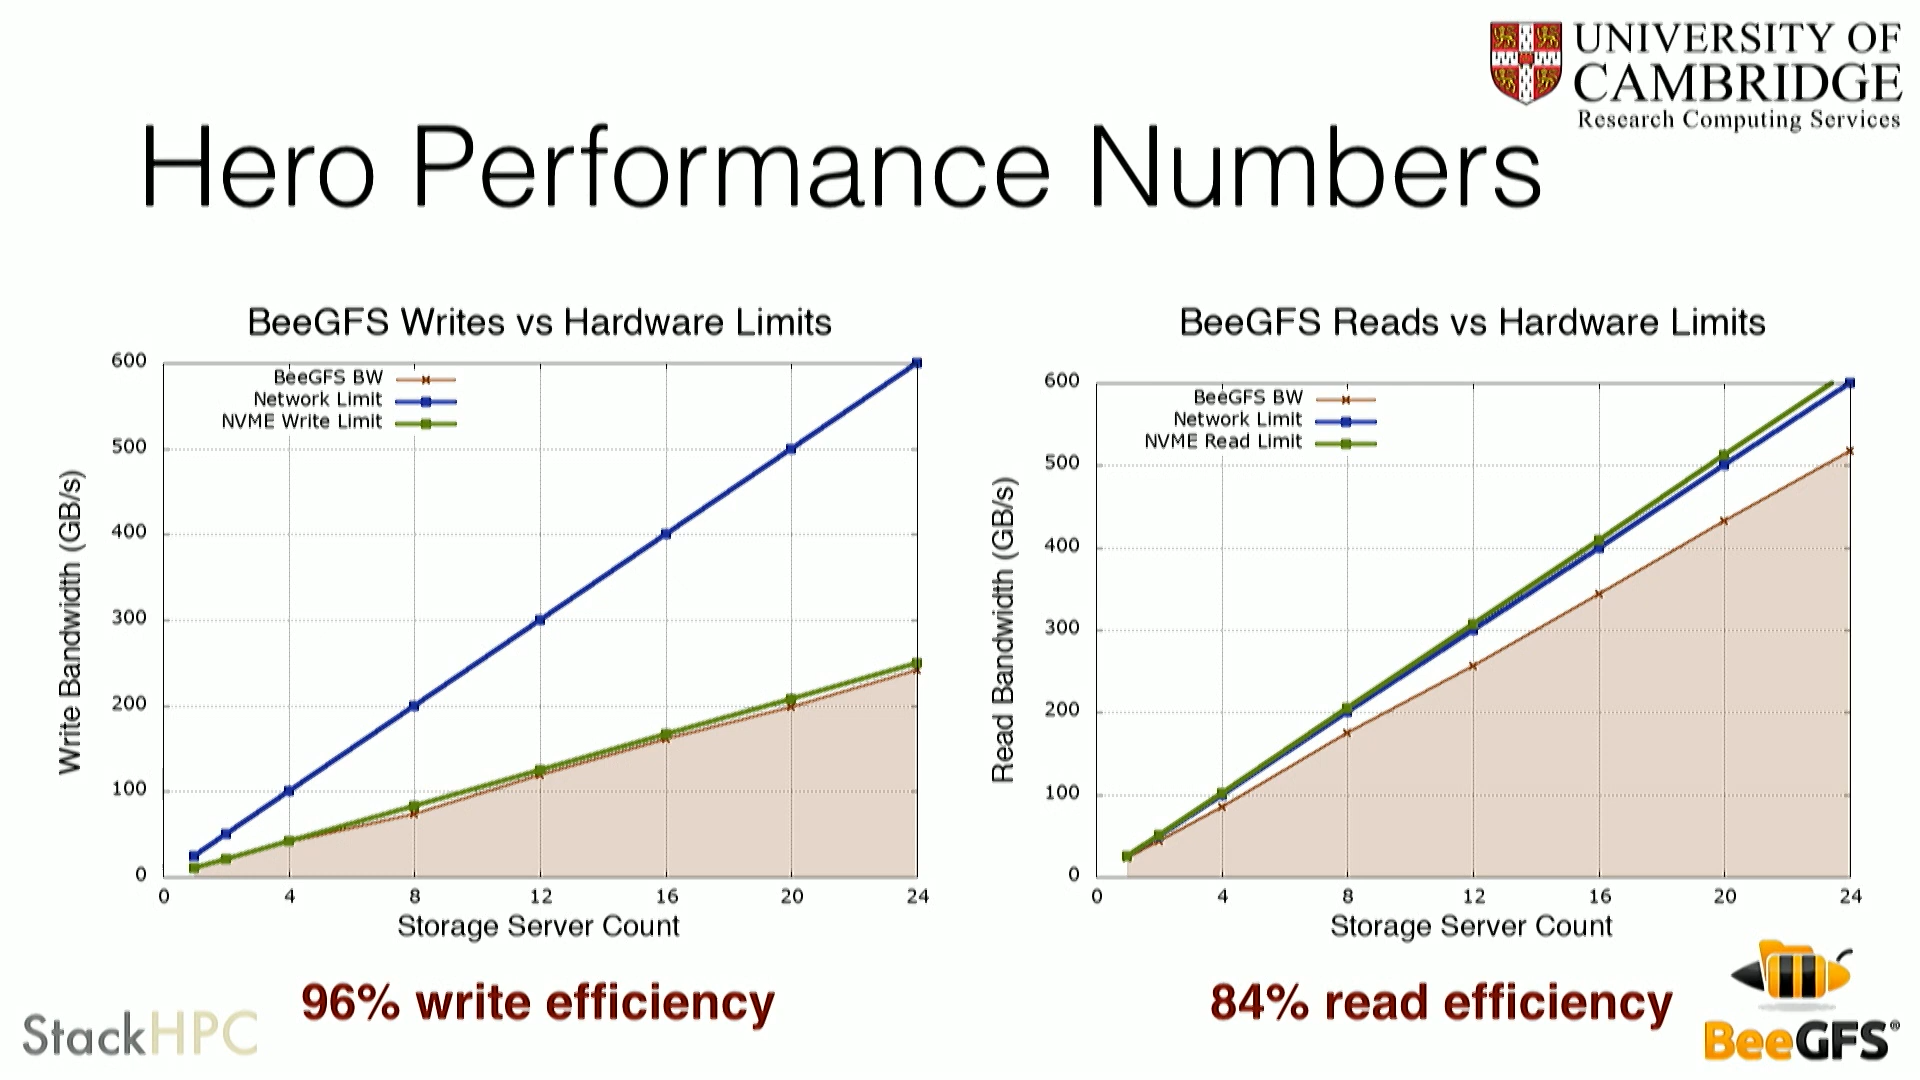 UNIVERSITY OF
CAMBRIDGE
Research Computing Services
Hero Performance Numbers
BeeGFS Writes vs Hardware Limits
BeeGFS BW
Network Limit
NVME Write Limit
600
500
400
300
200
100
0
Write Bandwidth (GB/s)
0 4 8 12 16 20 24
Storage Server Count
96% write efficiency
BeeGFS Reads vs Hardware Limits
BeeGFS BW
Network Limit
NVME Read Limit
600
500
400
300
200
100
0
Read Bandwidth (GB/s)
0 4 8 12 16 20 24
Storage Server Count
84% read efficiency
StackHPC
BeeGFS®